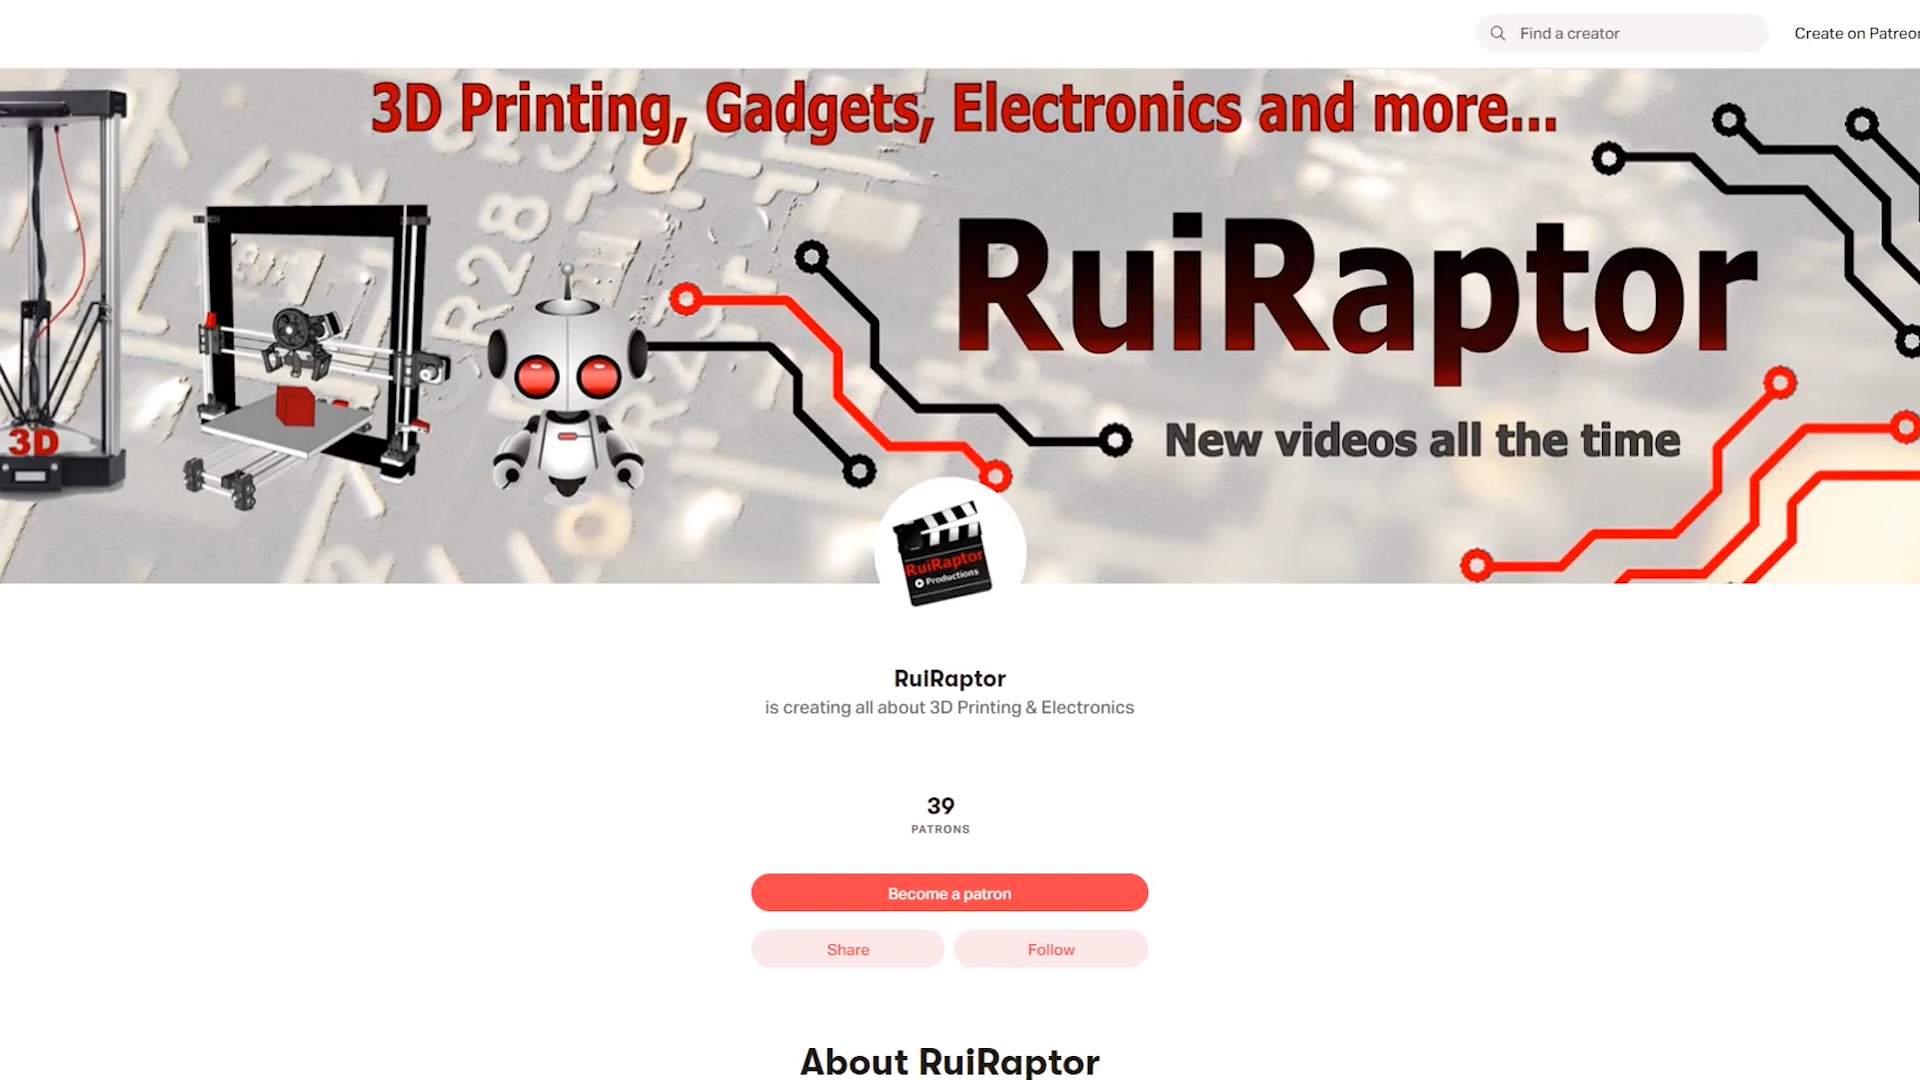 Find a creator
Create on Patreon
3D Printing, Gadgets, Electronics and more...
R28
RuiRaptor
New videos all the time
3D
RuiRaptor
Productions
RuiRaptor
is creating all about 3D Printing & Electronics
39
PATRONS
Become a patron
Share
Follow
About RuiRaptor